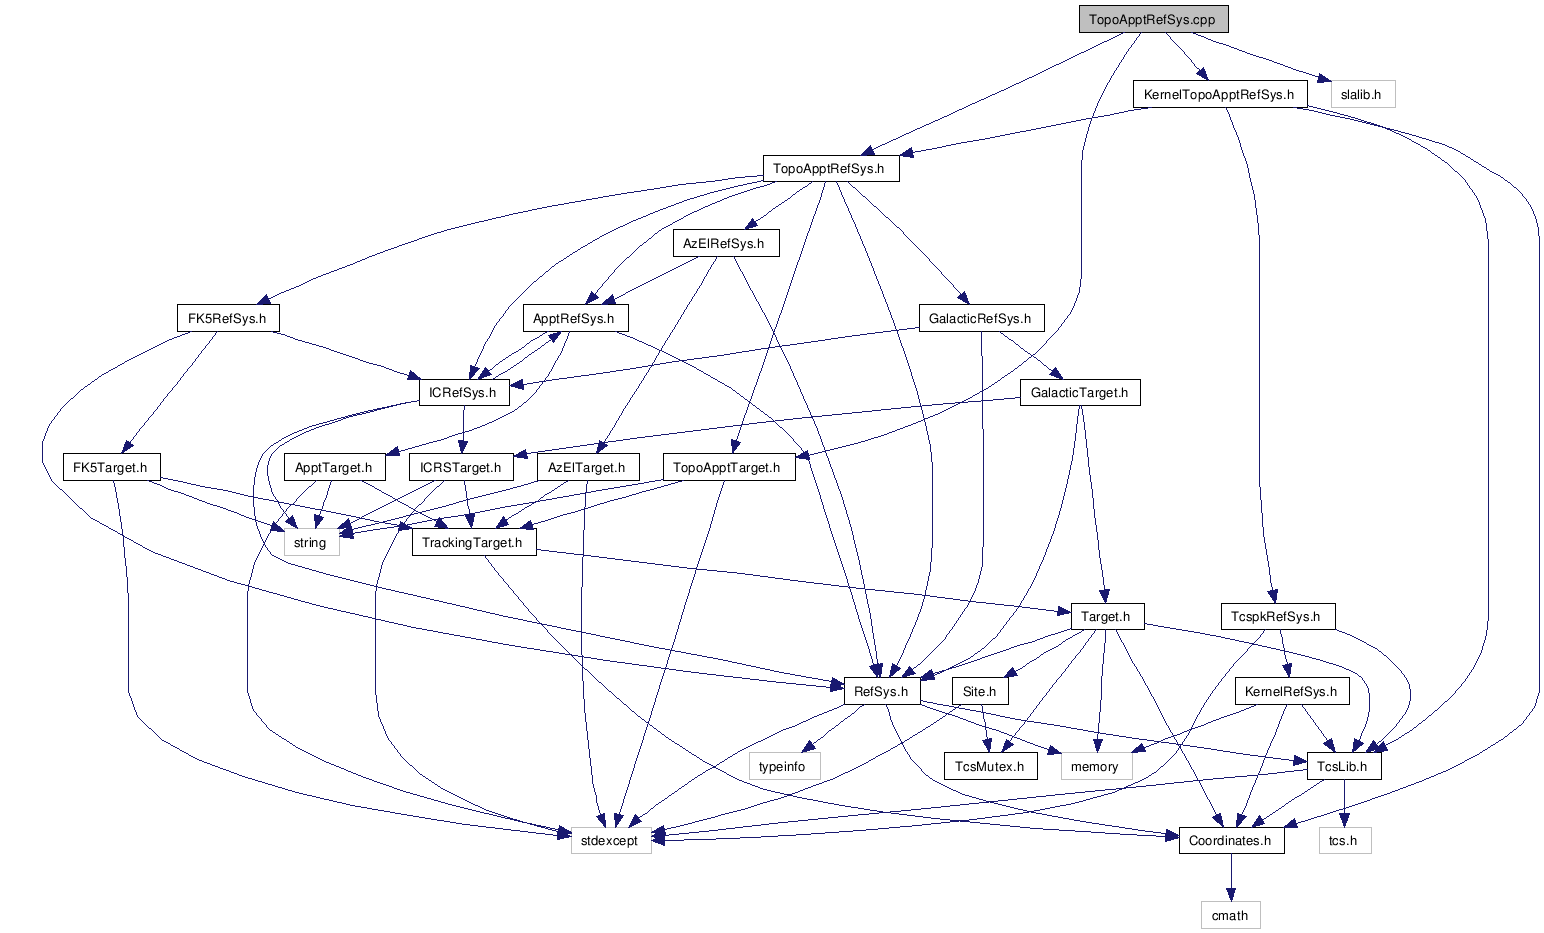 TopoApptRefSys.cpp
KernelTopoApptRefSys.h
slalib.h
TopoApptRefSys.h
AzElRefSys.h
FK5RefSys.h
ApptRefSys.h
GalacticRefSys.h
ICRefSys.h
GalacticTarget.h
FK5Target.h
ApptTarget.h
ICRSTarget.h
AzElTarget.h
TopoApptTarget.h
string
TrackingTarget.h
Target.h
TcspkRefSys.h
RefSys.h
Site.h
KernelRefSys.h
typeinfo
TcsMutex.h
memory
TcsLib.h
stdexcept
Coordinates.h
tcs.h
cmath